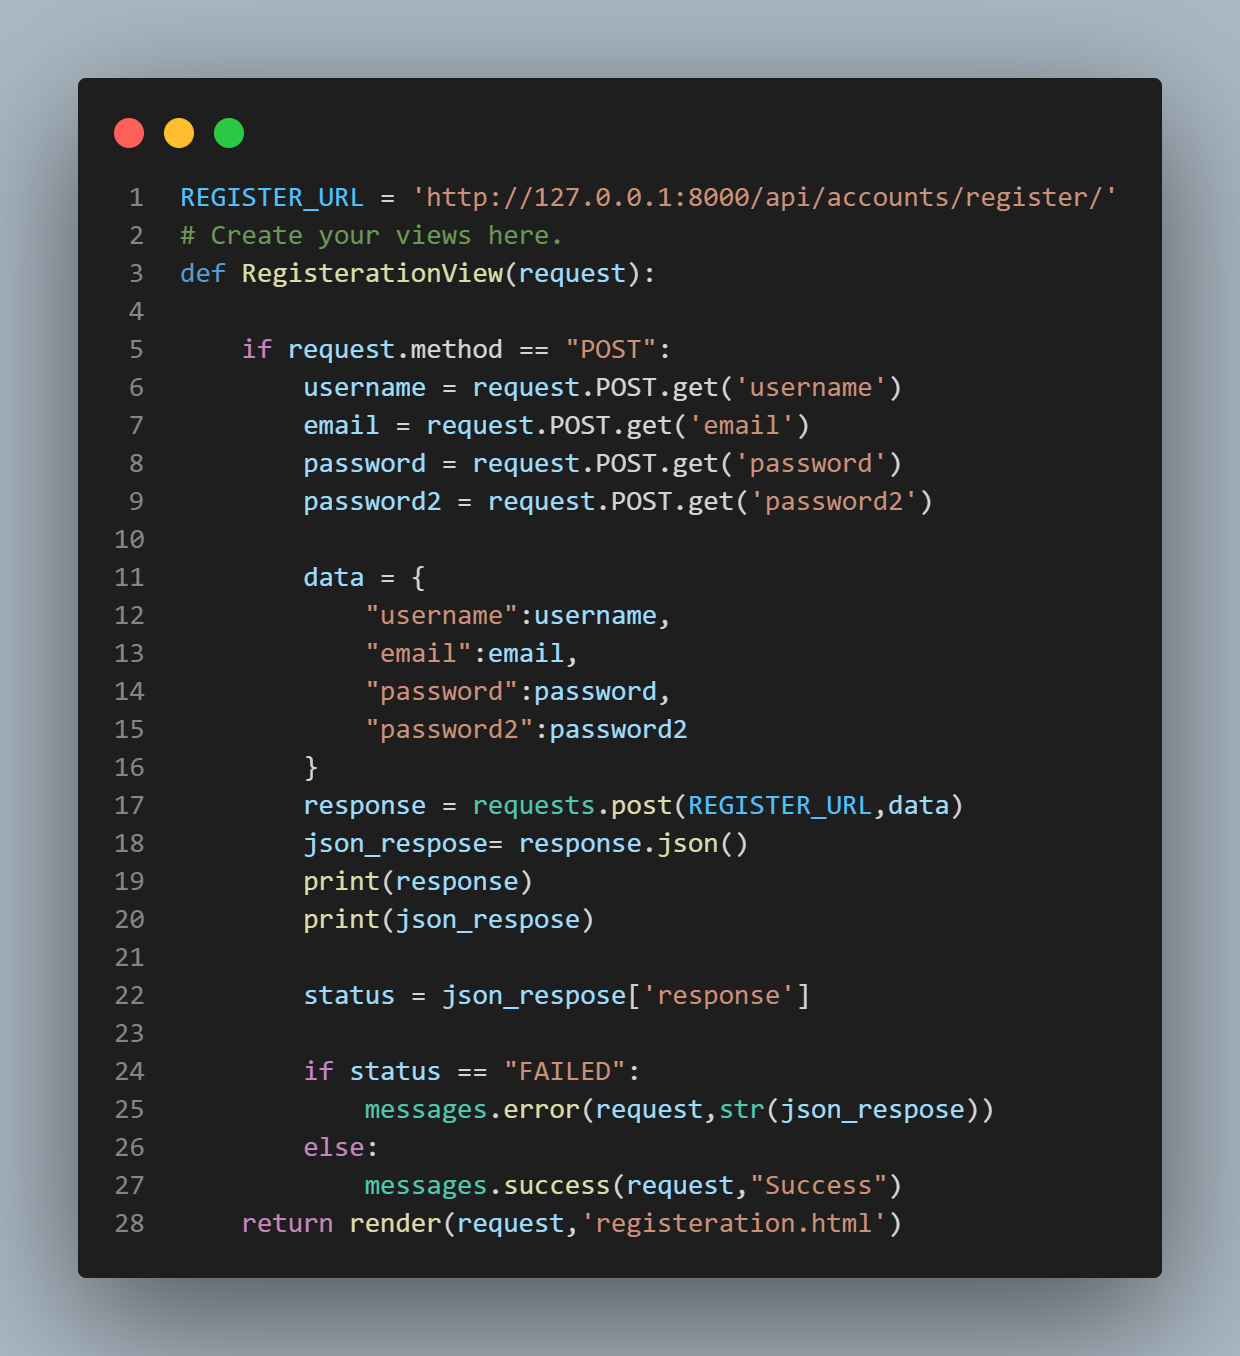 1 REGISTER_URL = 'http://127.0.0.1:8000/api/accounts/register/'
2 # Create your views here.
3 def RegisterationView(request):
4
5     if request.method == "POST":
6         username = request.POST.get('username')
7         email = request.POST.get('email')
8         password = request.POST.get('password')
9         password2 = request.POST.get('password2')
10
11         data = {
12             "username":username,
13             "email":email,
14             "password":password,
15             "password2":password2
16         }
17         response = requests.post(REGISTER_URL,data)
18         json_respose= response.json()
19         print(response)
20         print(json_respose)
21
22         status = json_respose['response']
23
24         if status == "FAILED":
25             messages.error(request,str(json_respose))
26         else:
27             messages.success(request,"Success")
28     return render(request,'registeration.html')